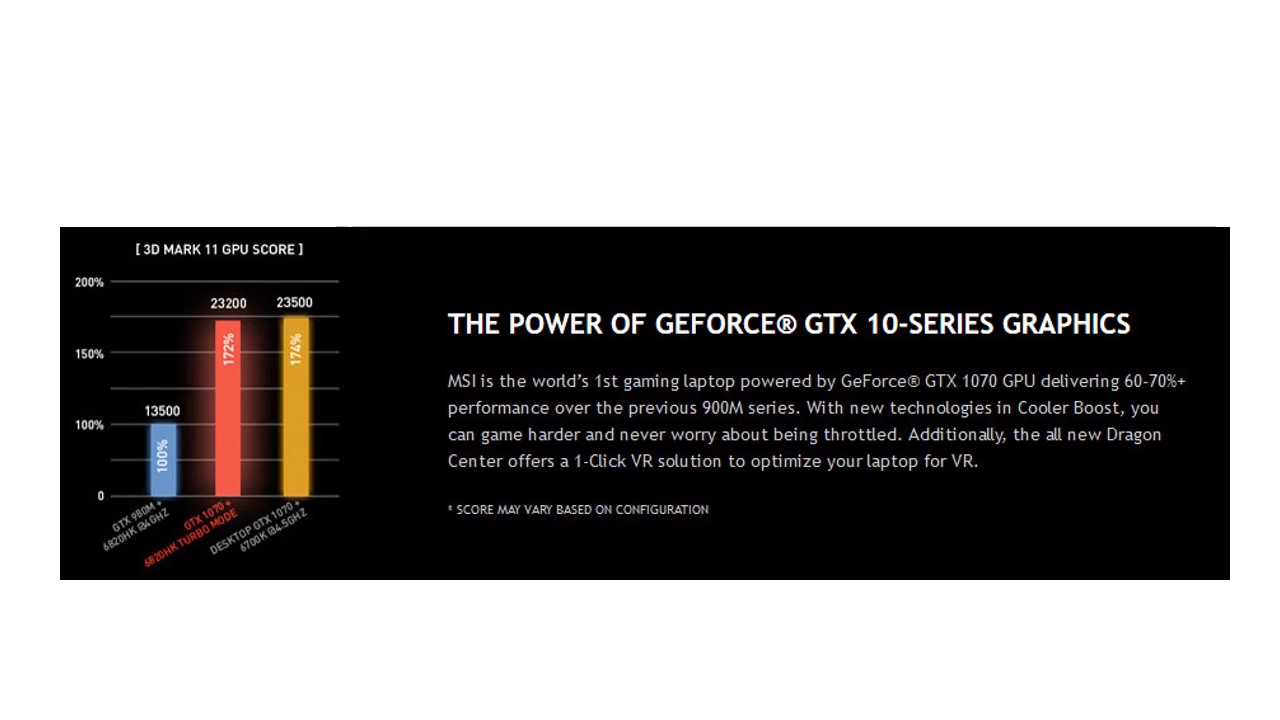 [ 3D MARK 11 GPU SCORE ]
200%
150%
100%
0
13500
100%
23200
172%
23500
174%
GTX 980M +
6820HK @4GHZ
GTX 1070 +
6820HK TURBO MODE
DESKTOP GTX 1070 +
6700K @4.5GHZ
THE POWER OF GEFORCE® GTX 10-SERIES GRAPHICS
MSI is the world’s 1st gaming laptop powered by GeForce® GTX 1070 GPU delivering 60-70%+
performance over the previous 900M series. With new technologies in Cooler Boost, you
can game harder and never worry about being throttled. Additionally, the all new Dragon
Center offers a 1-Click VR solution to optimize your laptop for VR.
* SCORE MAY VARY BASED ON CONFIGURATION